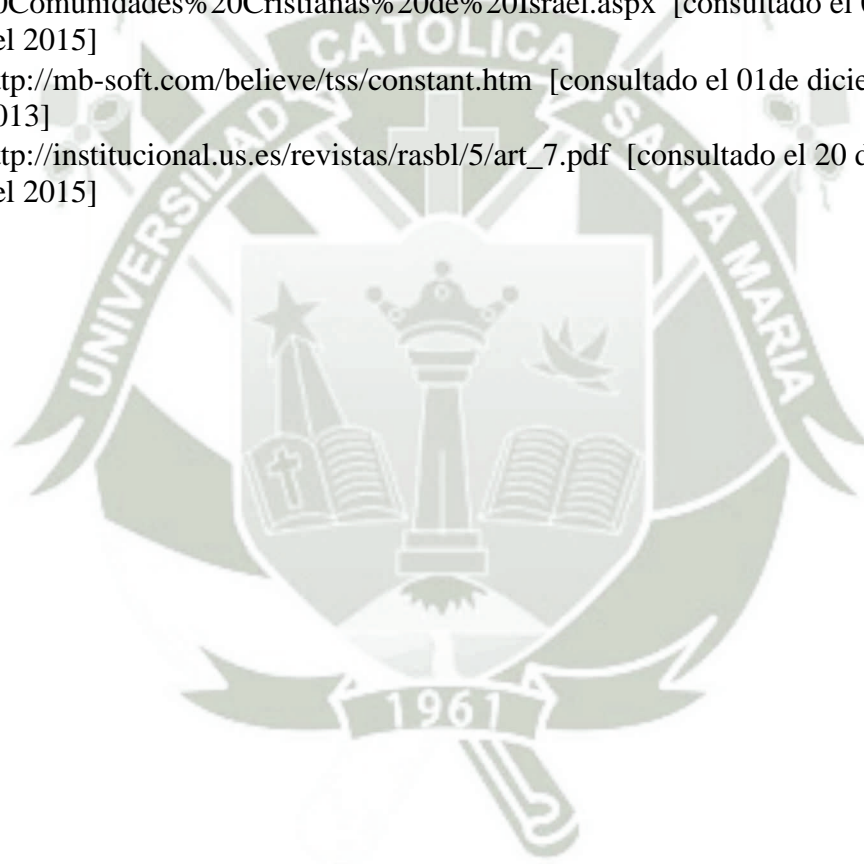 0Comunidades%20Cristianas%20de%20Israel.aspx [consultado el
el 2015]
tp://mb-soft.com/believe/tss/constant.htm [consultado el 01de dicie
013]
tp://institucional.us.es/revistas/rasbl/5/art_7.pdf [consultado el 20 d
el 2015]
UNIVERSIDAD CATOLICA SANTA MARIA
1961